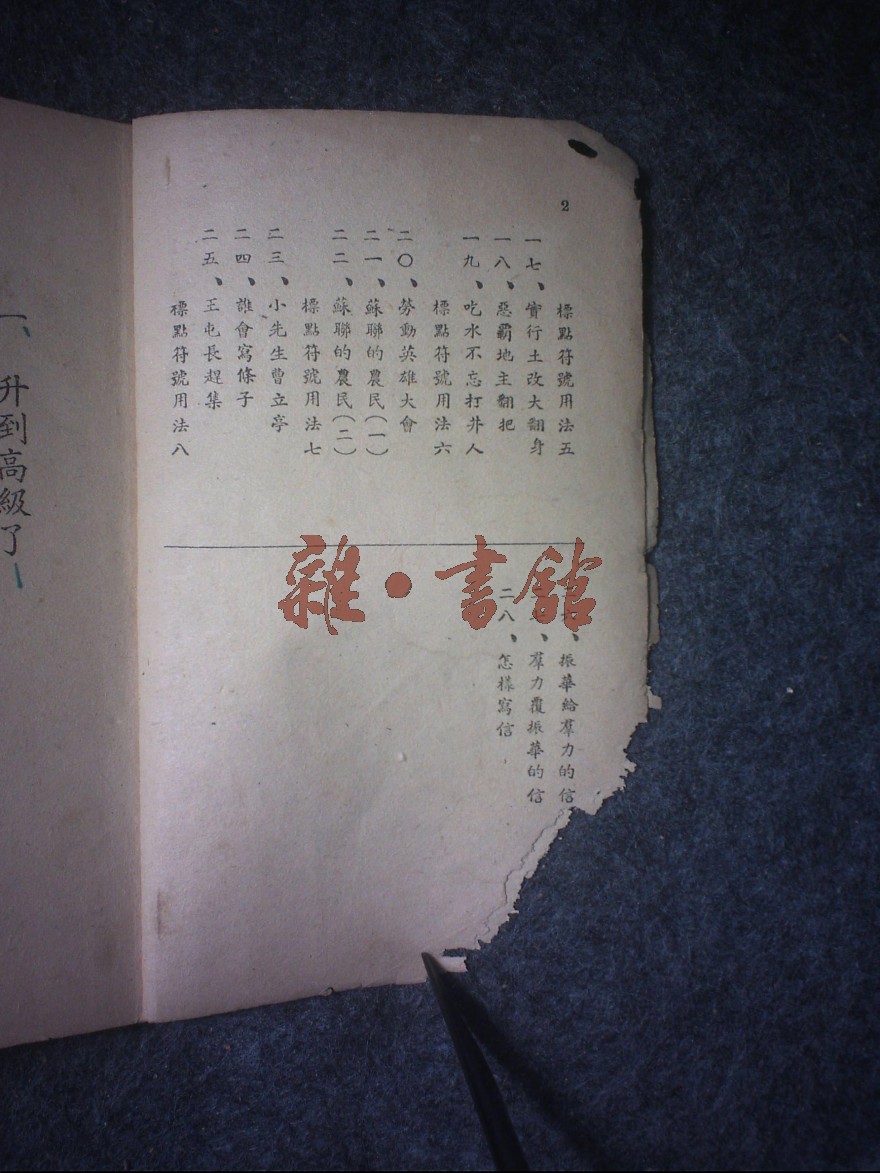 2
標點符號用法五
一七、實行土改大翻身
一八、惡霸地主翻把
一九、吃水不忘打井人
標點符號用法六
二〇、勞動英雄大會
二一、蘇聯的農民(一)
二二、蘇聯的農民(二)
標點符號用法七
二三、小先生曹立亭
二四、誰會寫條子
二五、王屯長趕集
標點符號用法八
、振華給羣力的信
、羣力覆振華的信
二八、怎樣寫信
雜·書館
一、升到高級了